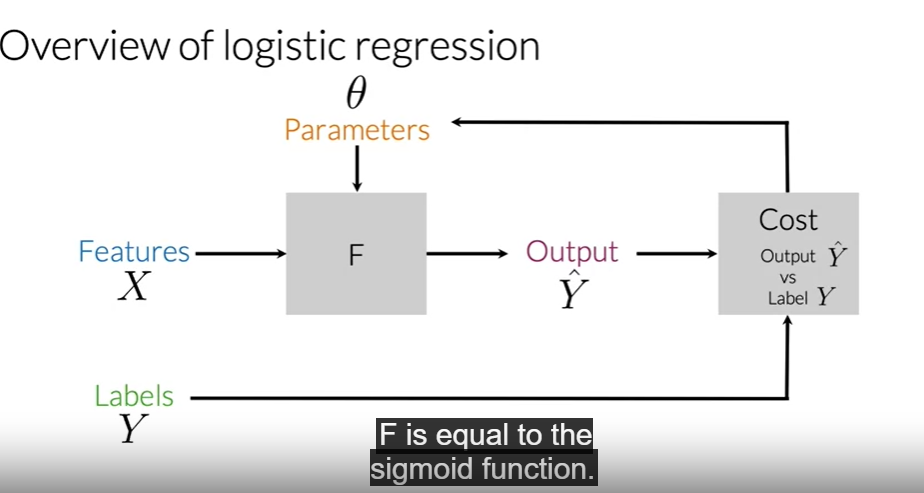 Overview of logistic regression
θ
Parameters
Features
X
F
Output
Ŷ
Cost
Output Ŷ
vs
Label Y
Labels
Y
F is equal to the
sigmoid function.